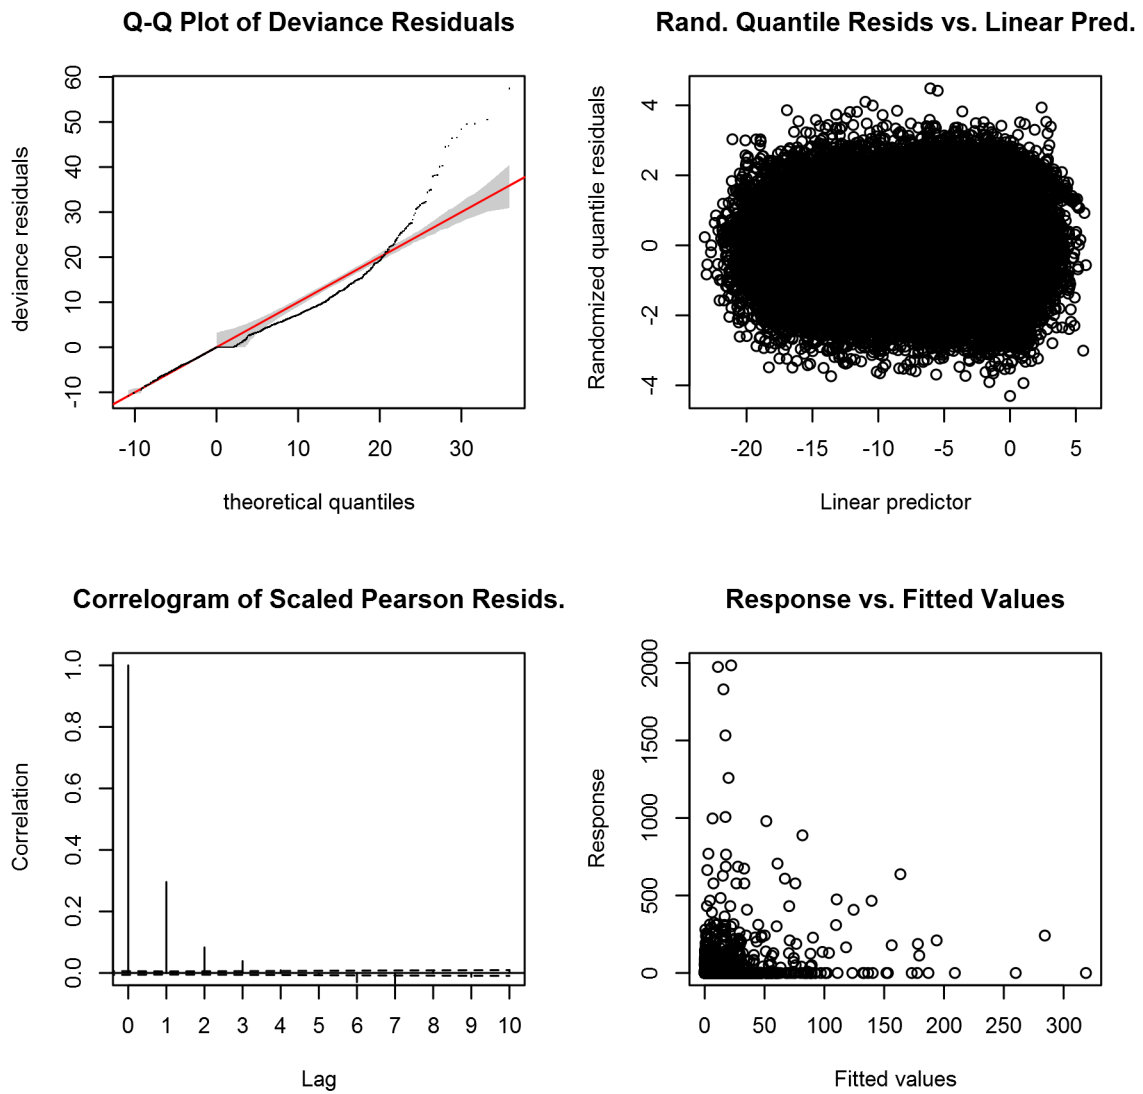 Q-Q Plot of Deviance Residuals
deviance residuals
60
50
40
30
20
10
0
-10
-10 0 10 20 30
theoretical quantiles
Rand. Quantile Resids vs. Linear Pred.
Randomized quantile residuals
4
2
0
-2
-4
-20 -15 -10 -5 0 5
Linear predictor
Correlogram of Scaled Pearson Resids.
Correlation
1.0
0.8
0.6
0.4
0.2
0.0
0 1 2 3 4 5 6 7 8 9 10
Lag
Response vs. Fitted Values
Response
2000
1500
1000
500
0
0 50 100 150 200 250 300
Fitted values